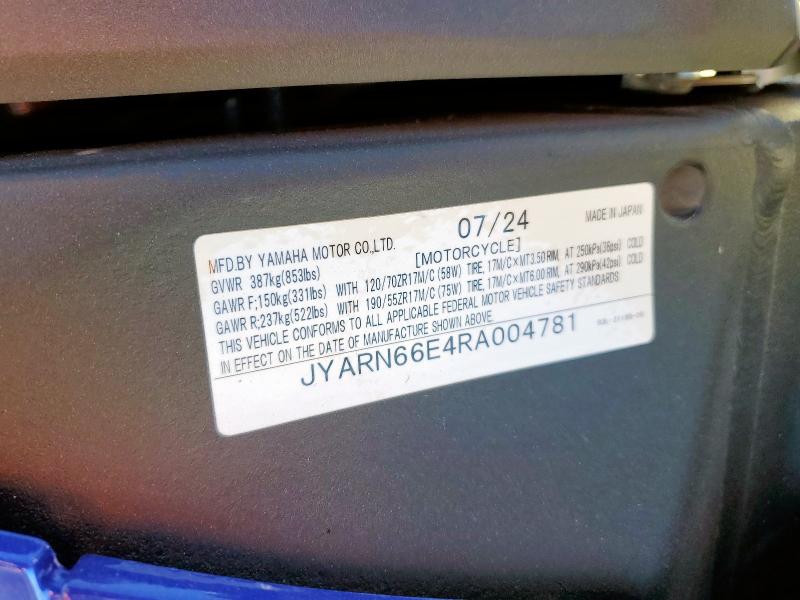 07/24
MADE IN JAPAN
MFD.BY YAMAHA MOTOR CO.,LTD.
[MOTORCYCLE]
GVWR 387kg(853lbs)
GAWR F;150kg(331lbs) WITH 120/70ZR17M/C (58W) TIRE, 17M/C×MT3.50 RIM, AT 250kPa(36psi) COLD
GAWR R;237kg(522lbs) WITH 190/55ZR17M/C (75W) TIRE, 17M/C×MT6.00 RIM, AT 290kPa(42psi) COLD
THIS VEHICLE CONFORMS TO ALL APPLICABLE FEDERAL MOTOR VEHICLE SAFETY STANDARDS
IN EFFECT ON THE DATE OF MANUFACTURE SHOWN ABOVE.
JYARN66E4RA004781